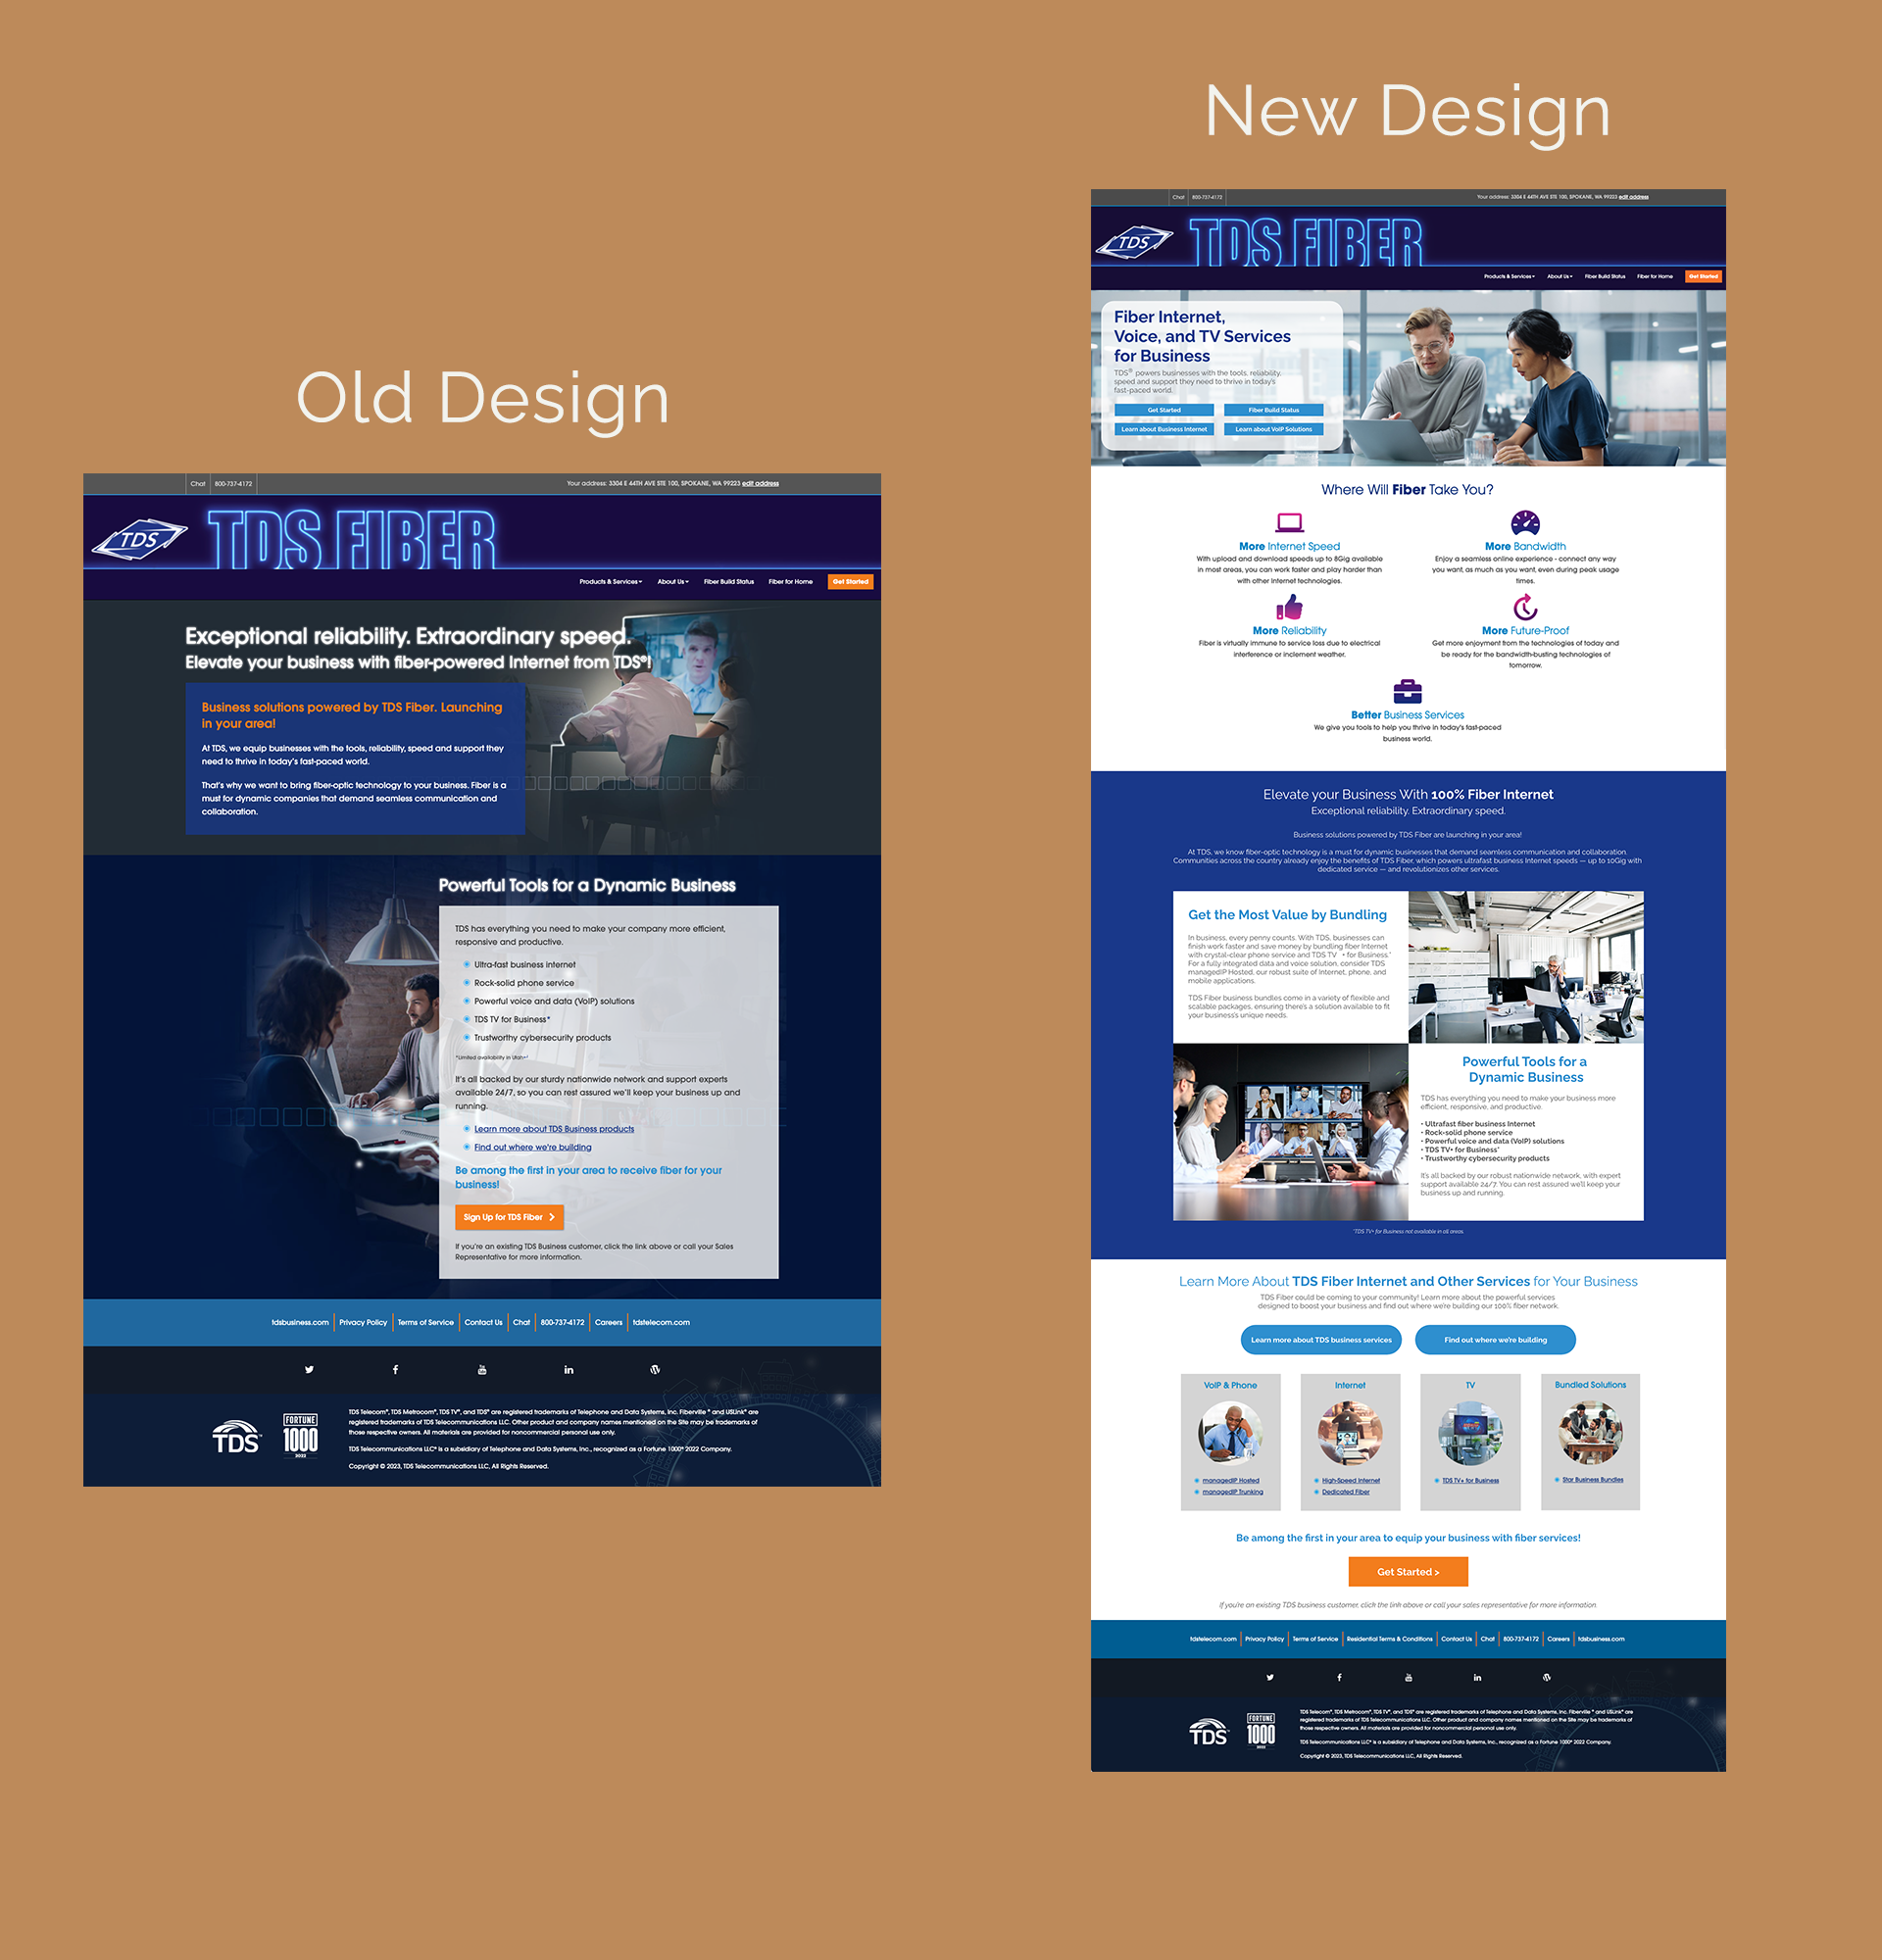 Old Design
Chat
800-737-4172
Your address: 3304 E 44TH AVE STE 100, SPOKANE, WA 99223 edit address
TDS
TDS FIBER
Products & Services
About Us
Fiber Build Status
Fiber for Home
Get Started
Exceptional reliability. Extraordinary speed.
Elevate your business with fiber-powered Internet from TDS®!
Business solutions powered by TDS Fiber. Launching
in your area!
At TDS, we equip businesses with the tools, reliability, speed and support they
need to thrive in today's fast-paced world.
That's why we want to bring fiber-optic technology to your business. Fiber is a
must for dynamic companies that demand seamless communication and
collaboration.
Powerful Tools for a Dynamic Business
TDS has everything you need to make your company more efficient,
responsive and productive.
Ultra-fast business internet
Rock-solid phone service
Powerful voice and data (VoIP) solutions
TDS TV for Business*
Trustworthy cybersecurity products
*Limited availability in Utah
It's all backed by our sturdy nationwide network and support experts
available 24/7, so you can rest assured we'll keep your business up and
running.
Learn more about TDS Business products
Find out where we're building
Be among the first in your area to receive fiber for your
business!
Sign Up for TDS Fiber >
If you're an existing TDS Business customer, click the link above or call your Sales
Representative for more information.
tdsbusiness.com
Privacy Policy
Terms of Service
Contact Us
Chat
800-737-4172
Careers
tdstelecom.com
TDS
FORTUNE
1000
2022
TDS Telecom®, TDS Metrocom®, TDS TV®, and TDS® are registered trademarks of Telephone and Data Systems, Inc. Fiberville ® and USLink® are
registered trademarks of TDS Telecommunications LLC. Other product and company names mentioned on the Site may be trademarks of
those respective owners. All materials are provided for noncommercial personal use only.
TDS Telecommunications LLC® is a subsidiary of Telephone and Data Systems, Inc., recognized as a Fortune 1000® 2022 Company.
Copyright © 2023, TDS Telecommunications LLC, All Rights Reserved.
New Design
Chat
800-737-4172
Your address: 3304 E 44TH AVE STE 100, SPOKANE, WA 99223 edit address
TDS
TDS FIBER
Products & Services
About Us
Fiber Build Status
Fiber for Home
Get Started
Fiber Internet,
Voice, and TV Services
for Business
TDS® powers businesses with the tools, reliability,
speed and support they need to thrive in today's
fast-paced world.
Get Started
Fiber Build Status
Learn about Business Internet
Learn about VoIP Solutions
Where Will Fiber Take You?
More Internet Speed
With upload and download speeds up to 8Gig available
in most areas, you can work faster and play harder than
with other Internet technologies.
More Bandwidth
Enjoy a seamless online experience - connect any way
you want, as much as you want, even during peak usage
times.
More Reliability
Fiber is virtually immune to service loss due to electrical
interference or inclement weather.
More Future-Proof
Get more enjoyment from the technologies of today and
be ready for the bandwidth-busting technologies of
tomorrow.
Better Business Services
We give you tools to help you thrive in today's fast-paced
business world.
Elevate your Business With 100% Fiber Internet
Exceptional reliability. Extraordinary speed.
Business solutions powered by TDS Fiber are launching in your area!
At TDS, we know fiber-optic technology is a must for dynamic businesses that demand seamless communication and collaboration.
Communities across the country already enjoy the benefits of TDS Fiber, which powers ultrafast business Internet speeds — up to 10Gig with
dedicated service — and revolutionizes other services.
Get the Most Value by Bundling
In business, every penny counts. With TDS, businesses can
finish work faster and save money by bundling fiber Internet
with crystal-clear phone service and TDS TV + for Business.*
For a fully integrated data and voice solution, consider TDS
managedIP Hosted, our robust suite of Internet, phone, and
mobile applications.
TDS Fiber business bundles come in a variety of flexible and
scalable packages, ensuring there's a solution available to fit
your business's unique needs.
Powerful Tools for a
Dynamic Business
TDS has everything you need to make your business more
efficient, responsive, and productive.
• Ultrafast fiber business Internet
• Rock-solid phone service
• Powerful voice and data (VoIP) solutions
• TDS TV+ for Business*
• Trustworthy cybersecurity products
It's all backed by our robust nationwide network, with expert
support available 24/7. You can rest assured we'll keep your
business up and running.
*TDS TV+ for Business not available in all areas.
Learn More About TDS Fiber Internet and Other Services for Your Business
TDS Fiber could be coming to your community! Learn more about the powerful services
designed to boost your business and find out where we're building our 100% fiber network.
Learn more about TDS business services
Find out where we're building
VoIP & Phone
managedIP Hosted
managedIP Trunking
Internet
High-Speed Internet
Dedicated Fiber
TV
TDS TV+ for Business
Bundled Solutions
Star Business Bundles
Be among the first in your area to equip your business with fiber services!
Get Started >
If you're an existing TDS business customer, click the link above or call your sales representative for more information.
tdstelecom.com
Privacy Policy
Terms of Service
Residential Terms & Conditions
Contact Us
Chat
800-737-4172
Careers
tdsbusiness.com
TDS
FORTUNE
1000
2022
TDS Telecom®, TDS Metrocom®, TDS TV®, and TDS® are registered trademarks of Telephone and Data Systems, Inc. Fiberville ® and USLink® are
registered trademarks of TDS Telecommunications LLC. Other product and company names mentioned on the Site may be trademarks of
those respective owners. All materials are provided for noncommercial personal use only.
TDS Telecommunications LLC® is a subsidiary of Telephone and Data Systems, Inc., recognized as a Fortune 1000® 2022 Company.
Copyright © 2023, TDS Telecommunications LLC, All Rights Reserved.